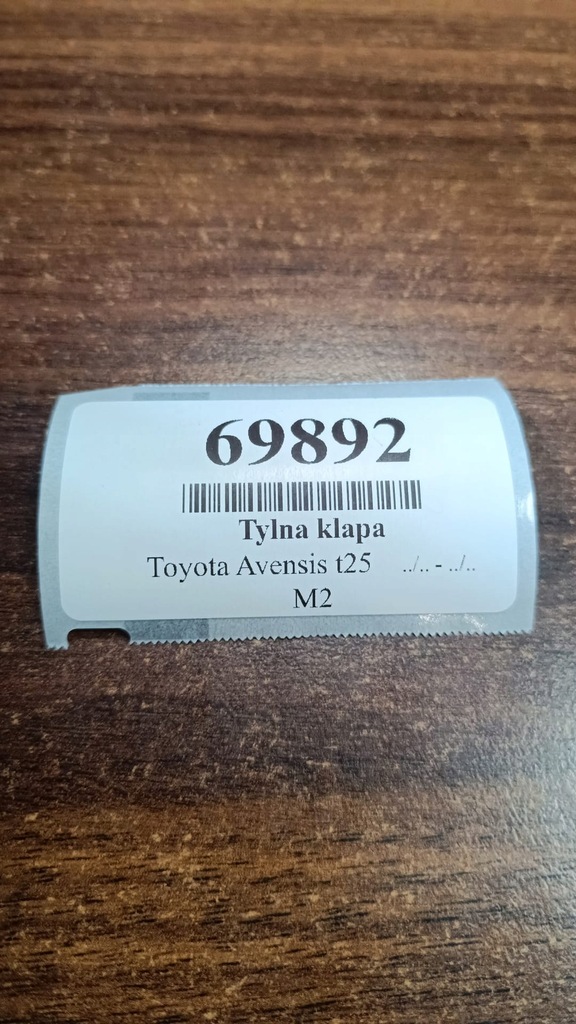 69892
Tylna klapa
Toyota Avensis t25 ../.. - ../..
M2